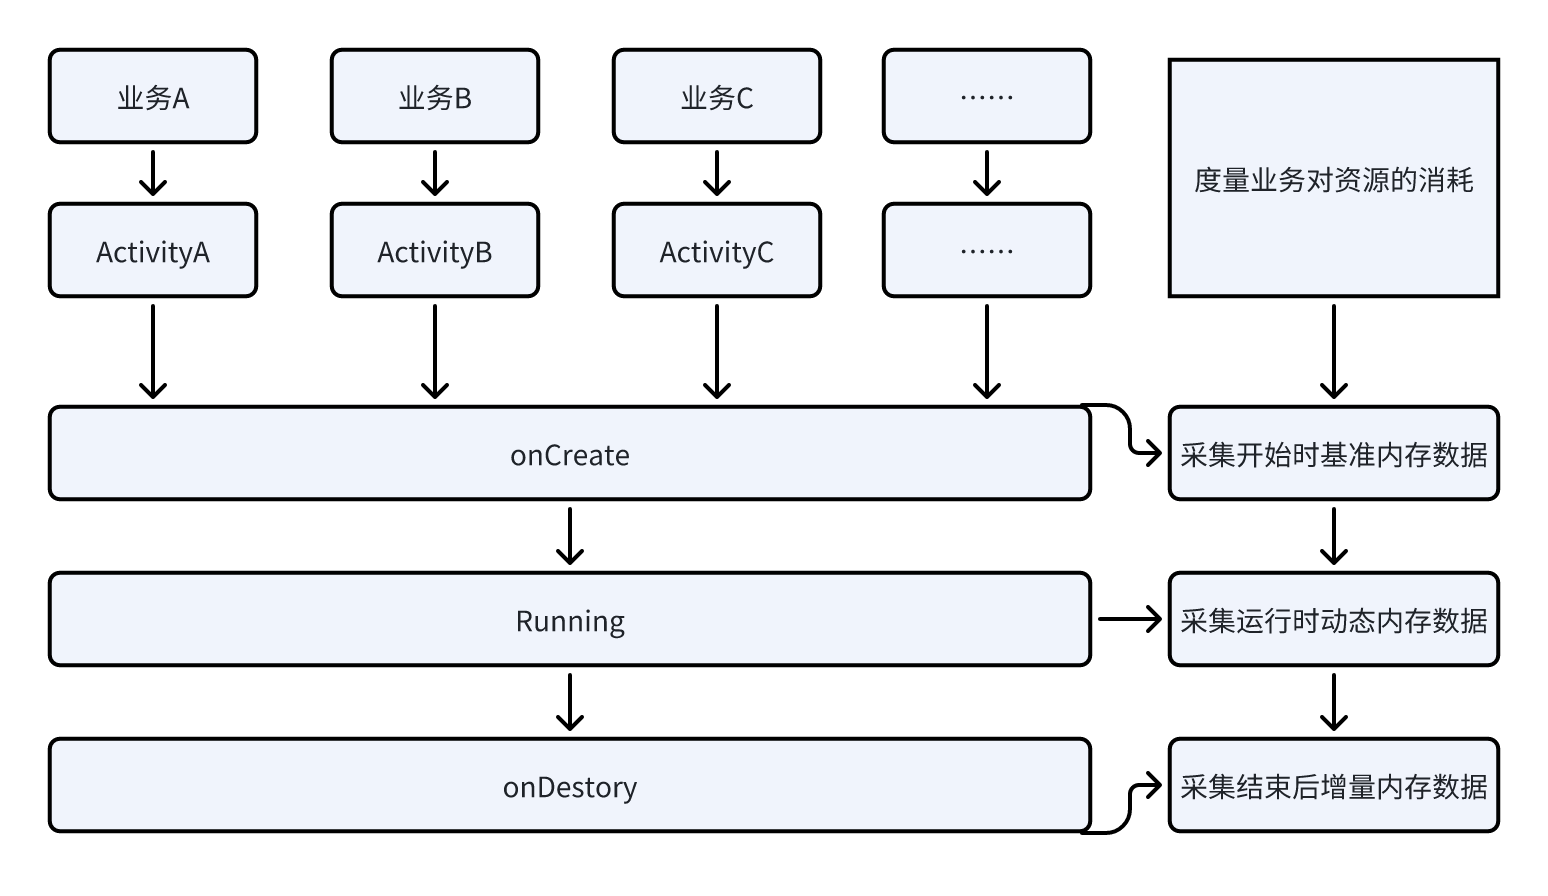 业务A
业务B
业务C
……
度量业务对资源的消耗
ActivityA
ActivityB
ActivityC
……
onCreate
采集开始时基准内存数据
Running
采集运行时动态内存数据
onDestory
采集结束后增量内存数据